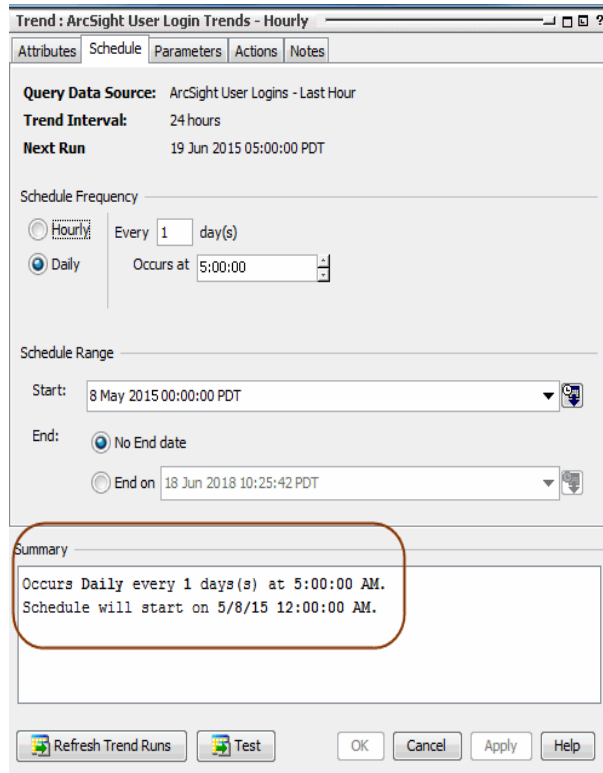 Trend : ArcSight User Login Trends - Hourly ?
Attributes Schedule Parameters Actions Notes
Query Data Source: ArcSight User Logins - Last Hour
Trend Interval: 24 hours
Next Run 19 Jun 2015 05:00:00 PDT
Schedule Frequency
Hourly Every 1 day(s)
Daily Occurs at 5:00:00
Schedule Range
Start: 8 May 2015 00:00:00 PDT
End: No End date
End on 18 Jun 2018 10:25:42 PDT
Summary
Occurs Daily every 1 days(s) at 5:00:00 AM.
Schedule will start on 5/8/15 12:00:00 AM.
Refresh Trend Runs Test OK Cancel Apply Help